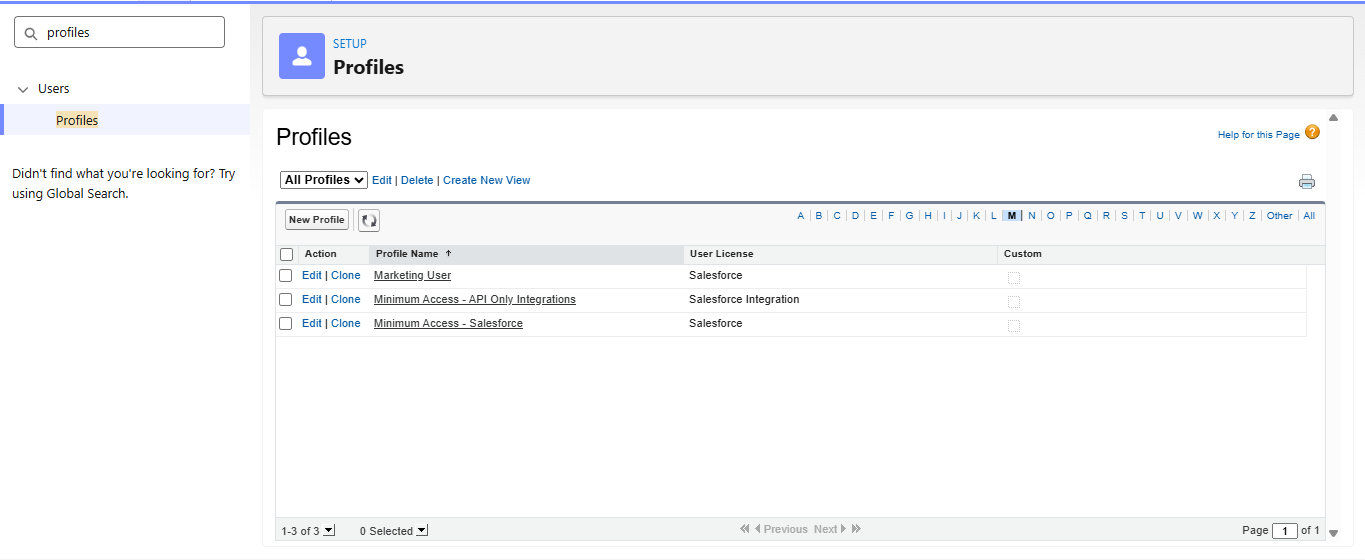 profiles
Users
Profiles
Didn't find what you're looking for? Try
using Global Search.
SETUP
Profiles
Profiles
Help for this Page ?
All Profiles Edit | Delete | Create New View
New Profile
A | B | C | D | E | F | G | H | I | J | K | L | M | N | O | P | Q | R | S | T | U | V | W | X | Y | Z | Other | All
Action Profile Name ↑ User License Custom
Edit | Clone Marketing User Salesforce
Edit | Clone Minimum Access - API Only Integrations Salesforce Integration
Edit | Clone Minimum Access - Salesforce Salesforce
1-3 of 3 0 Selected Previous Next Page 1 of 1